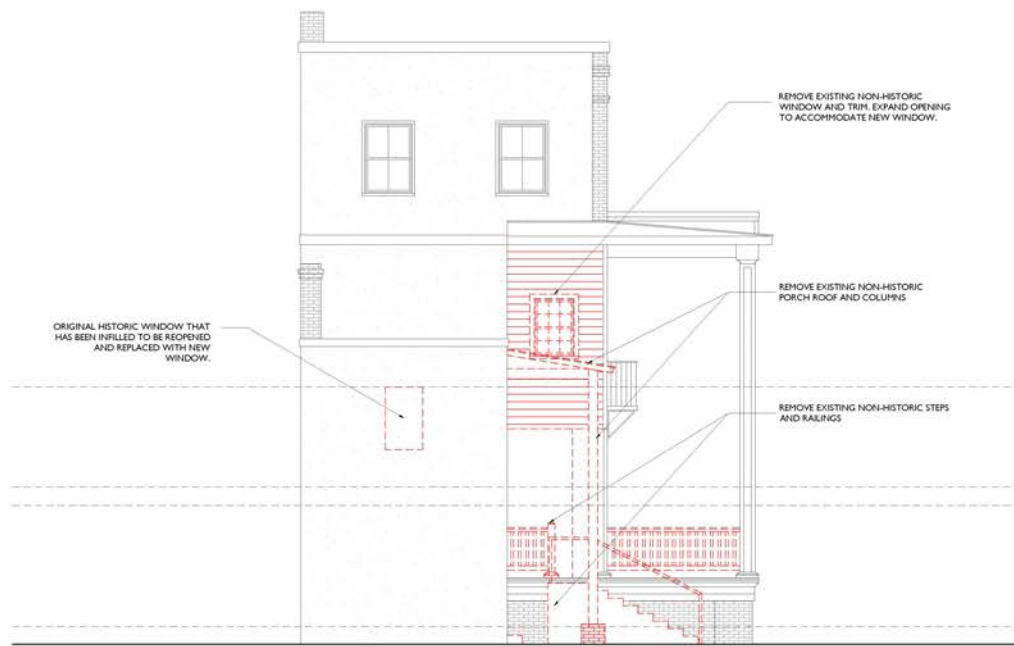 REMOVE EXISTING NON-HISTORIC
WINDOW AND TRIM. EXPAND OPENING
TO ACCOMMODATE NEW WINDOW.
REMOVE EXISTING NON-HISTORIC
PORCH ROOF AND COLUMNS
ORIGINAL HISTORIC WINDOW THAT
HAS BEEN INFILLED TO BE REOPENED
AND REPLACED WITH NEW
WINDOW.
REMOVE EXISTING NON-HISTORIC STEPS
AND RAILINGS